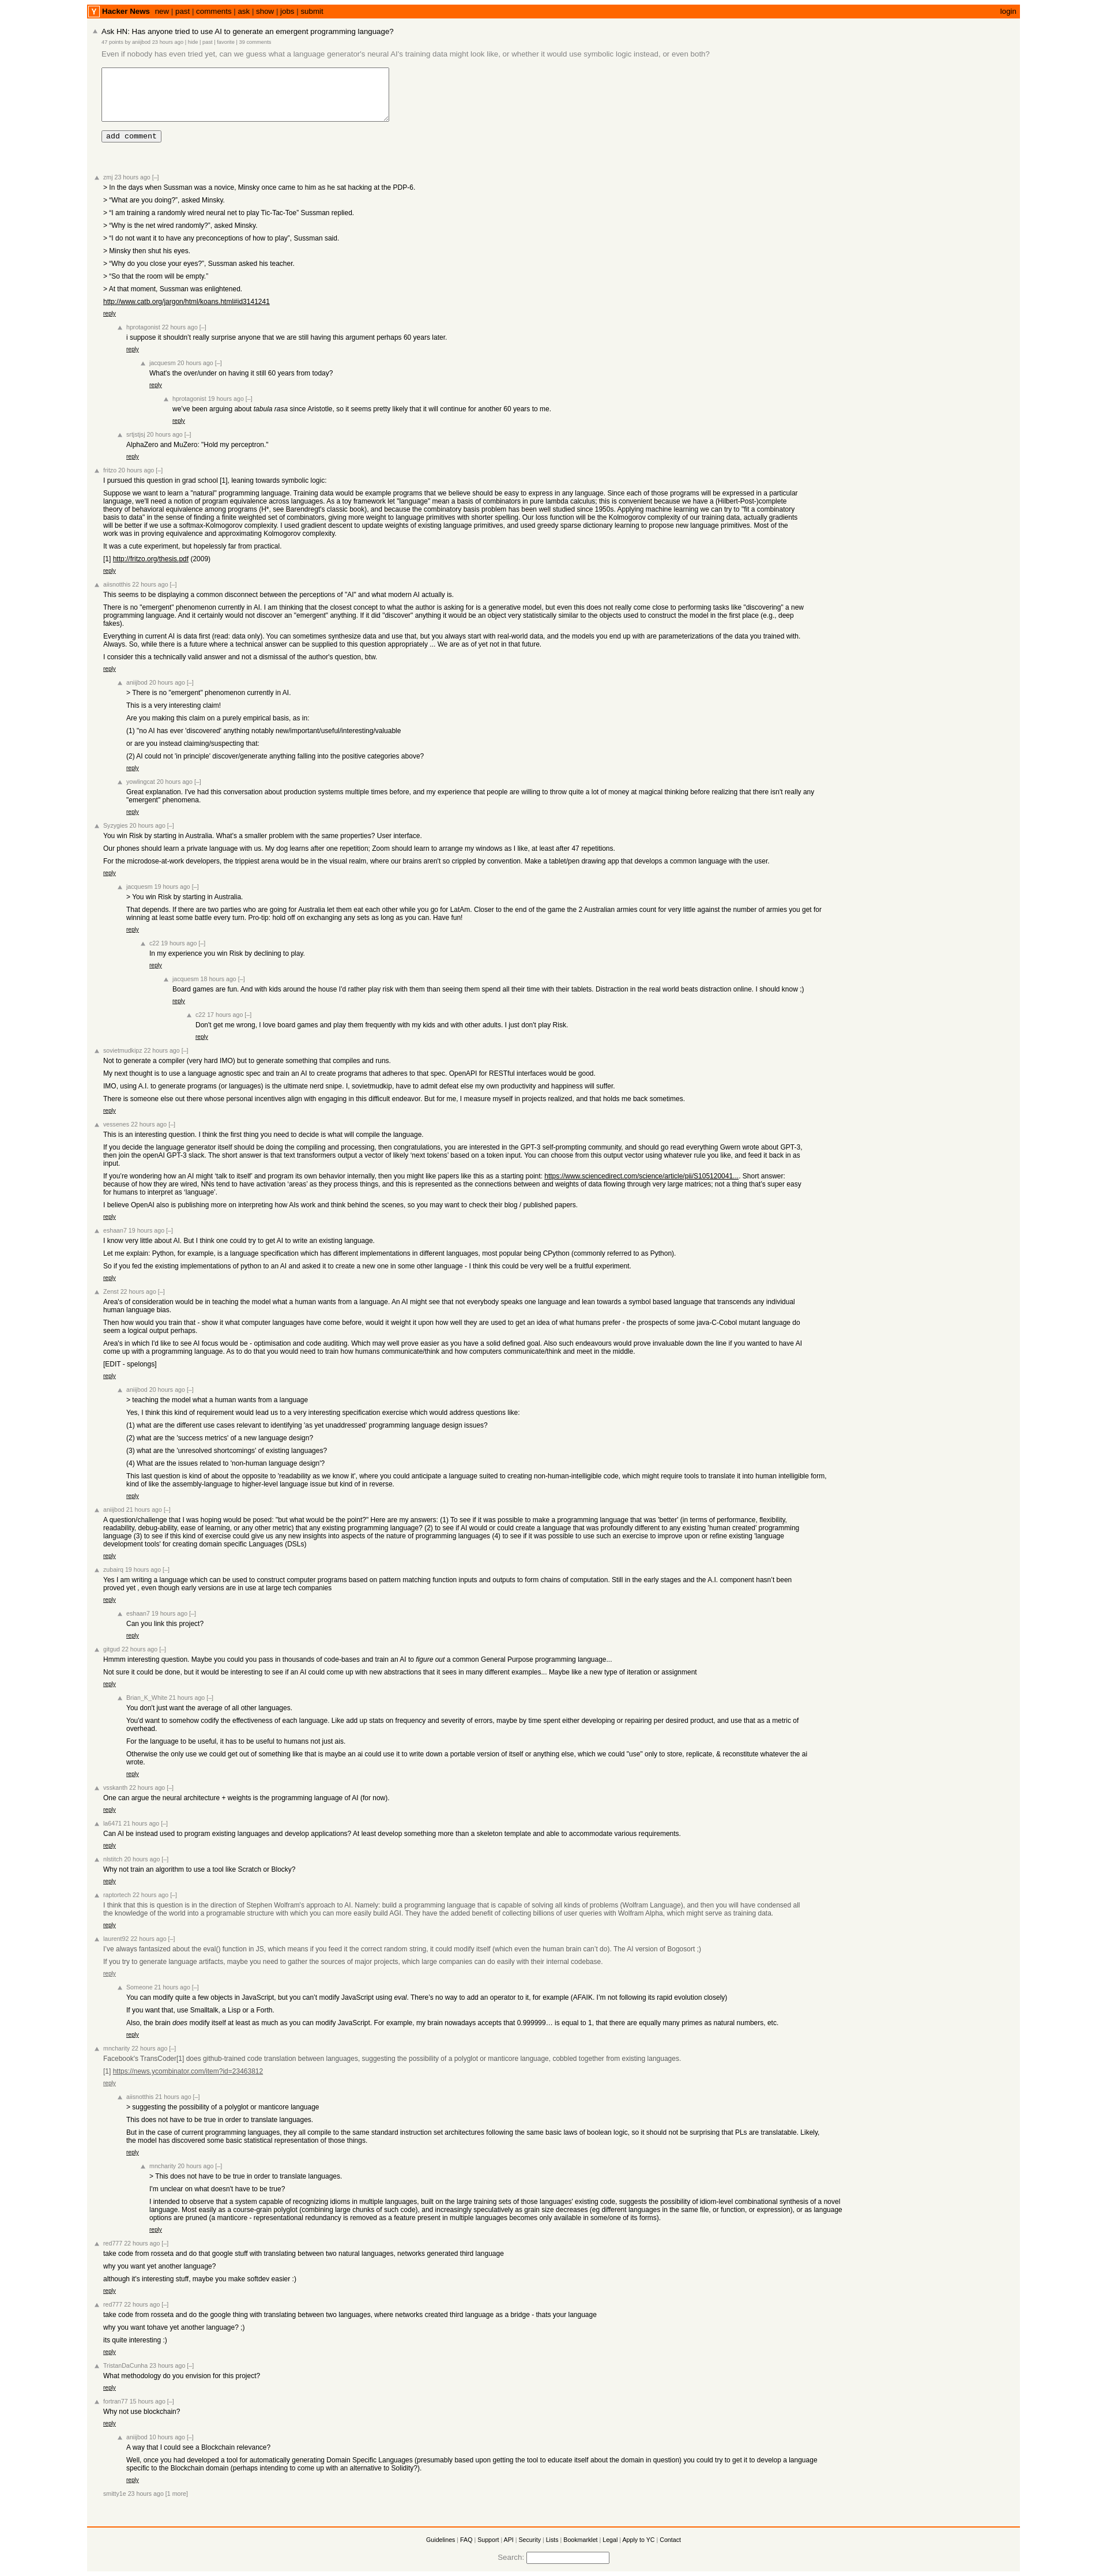 Y Hacker News new | past | comments | ask | show | jobs | submit login
Ask HN: Has anyone tried to use AI to generate an emergent programming language?
47 points by aniijbod 23 hours ago | hide | past | favorite | 39 comments
Even if nobody has even tried yet, can we guess what a language generator's neural AI's training data might look like, or whether it would use symbolic logic instead, or even both?
add comment
zmj 23 hours ago [–]
> In the days when Sussman was a novice, Minsky once came to him as he sat hacking at the PDP-6.
> “What are you doing?”, asked Minsky.
> “I am training a randomly wired neural net to play Tic-Tac-Toe” Sussman replied.
> “Why is the net wired randomly?”, asked Minsky.
> “I do not want it to have any preconceptions of how to play”, Sussman said.
> Minsky then shut his eyes.
> “Why do you close your eyes?”, Sussman asked his teacher.
> “So that the room will be empty.”
> At that moment, Sussman was enlightened.
http://www.catb.org/jargon/html/koans.html#id3141241
reply
hprotagonist 22 hours ago [–]
i suppose it shouldn't really surprise anyone that we are still having this argument perhaps 60 years later.
reply
jacquesm 20 hours ago [–]
What's the over/under on having it still 60 years from today?
reply
hprotagonist 19 hours ago [–]
we've been arguing about tabula rasa since Aristotle, so it seems pretty likely that it will continue for another 60 years to me.
reply
srtjstjsj 20 hours ago [–]
AlphaZero and MuZero: "Hold my perceptron."
reply
fritzo 20 hours ago [–]
I pursued this question in grad school [1], leaning towards symbolic logic:
Suppose we want to learn a "natural" programming language. Training data would be example programs that we believe should be easy to express in any language. Since each of those programs will be expressed in a particular
language, we'll need a notion of program equivalence across languages. As a toy framework let "language" mean a basis of combinators in pure lambda calculus; this is convenient because we have a (Hilbert-Post-)complete
theory of behavioral equivalence among programs (H*, see Barendregt's classic book), and because the combinatory basis problem has been well studied since 1950s. Applying machine learning we can try to "fit a combinatory
basis to data" in the sense of finding a finite weighted set of combinators, giving more weight to language primitives with shorter spelling. Our loss function will be the Kolmogorov complexity of our training data, actually gradients
will be better if we use a softmax-Kolmogorov complexity. I used gradient descent to update weights of existing language primitives, and used greedy sparse dictionary learning to propose new language primitives. Most of the
work was in proving equivalence and approximating Kolmogorov complexity.
It was a cute experiment, but hopelessly far from practical.
[1] http://fritzo.org/thesis.pdf (2009)
reply
aiisnotthis 22 hours ago [–]
This seems to be displaying a common disconnect between the perceptions of "AI" and what modern AI actually is.
There is no "emergent" phenomenon currently in AI. I am thinking that the closest concept to what the author is asking for is a generative model, but even this does not really come close to performing tasks like "discovering" a new
programming language. And it certainly would not discover an "emergent" anything. If it did "discover" anything it would be an object very statistically similar to the objects used to construct the model in the first place (e.g., deep
fakes).
Everything in current AI is data first (read: data only). You can sometimes synthesize data and use that, but you always start with real-world data, and the models you end up with are parameterizations of the data you trained with.
Always. So, while there is a future where a technical answer can be supplied to this question appropriately ... We are as of yet not in that future.
I consider this a technically valid answer and not a dismissal of the author's question, btw.
reply
aniijbod 20 hours ago [–]
> There is no "emergent" phenomenon currently in AI.
This is a very interesting claim!
Are you making this claim on a purely empirical basis, as in:
(1) "no AI has ever 'discovered' anything notably new/important/useful/interesting/valuable
or are you instead claiming/suspecting that:
(2) AI could not 'in principle' discover/generate anything falling into the positive categories above?
reply
yowlingcat 20 hours ago [–]
Great explanation. I've had this conversation about production systems multiple times before, and my experience that people are willing to throw quite a lot of money at magical thinking before realizing that there isn't really any
"emergent" phenomena.
reply
Syzygies 20 hours ago [–]
You win Risk by starting in Australia. What's a smaller problem with the same properties? User interface.
Our phones should learn a private language with us. My dog learns after one repetition; Zoom should learn to arrange my windows as I like, at least after 47 repetitions.
For the microdose-at-work developers, the trippiest arena would be in the visual realm, where our brains aren't so crippled by convention. Make a tablet/pen drawing app that develops a common language with the user.
reply
jacquesm 19 hours ago [–]
> You win Risk by starting in Australia.
That depends. If there are two parties who are going for Australia let them eat each other while you go for LatAm. Closer to the end of the game the 2 Australian armies count for very little against the number of armies you get for
winning at least some battle every turn. Pro-tip: hold off on exchanging any sets as long as you can. Have fun!
reply
c22 19 hours ago [–]
In my experience you win Risk by declining to play.
reply
jacquesm 18 hours ago [–]
Board games are fun. And with kids around the house I'd rather play risk with them than seeing them spend all their time with their tablets. Distraction in the real world beats distraction online. I should know ;)
reply
c22 17 hours ago [–]
Don't get me wrong, I love board games and play them frequently with my kids and with other adults. I just don't play Risk.
reply
sovietmudkipz 22 hours ago [–]
Not to generate a compiler (very hard IMO) but to generate something that compiles and runs.
My next thought is to use a language agnostic spec and train an AI to create programs that adheres to that spec. OpenAPI for RESTful interfaces would be good.
IMO, using A.I. to generate programs (or languages) is the ultimate nerd snipe. I, sovietmudkip, have to admit defeat else my own productivity and happiness will suffer.
There is someone else out there whose personal incentives align with engaging in this difficult endeavor. But for me, I measure myself in projects realized, and that holds me back sometimes.
reply
vessenes 22 hours ago [–]
This is an interesting question. I think the first thing you need to decide is what will compile the language.
If you decide the language generator itself should be doing the compiling and processing, then congratulations, you are interested in the GPT-3 self-prompting community, and should go read everything Gwern wrote about GPT-3,
then join the openAI GPT-3 slack. The short answer is that text transformers output a vector of likely ‘next tokens’ based on a token input. You can choose from this output vector using whatever rule you like, and feed it back in as
input.
If you’re wondering how an AI might ‘talk to itself’ and program its own behavior internally, then you might like papers like this as a starting point: https://www.sciencedirect.com/science/article/pii/S105120041.... Short answer:
because of how they are wired, NNs tend to have activation ‘areas’ as they process things, and this is represented as the connections between and weights of data flowing through very large matrices; not a thing that’s super easy
for humans to interpret as ‘language’.
I believe OpenAI also is publishing more on interpreting how AIs work and think behind the scenes, so you may want to check their blog / published papers.
reply
eshaan7 19 hours ago [–]
I know very little about AI. But I think one could try to get AI to write an existing language.
Let me explain: Python, for example, is a language specification which has different implementations in different languages, most popular being CPython (commonly referred to as Python).
So if you fed the existing implementations of python to an AI and asked it to create a new one in some other language - I think this could be very well be a fruitful experiment.
reply
Zenst 22 hours ago [–]
Area's of consideration would be in teaching the model what a human wants from a language. An AI might see that not everybody speaks one language and lean towards a symbol based language that transcends any individual
human language bias.
Then how would you train that - show it what computer languages have come before, would it weight it upon how well they are used to get an idea of what humans prefer - the prospects of some java-C-Cobol mutant language do
seem a logical output perhaps.
Area's in which I'd like to see AI focus would be - optimisation and code auditing. Which may well prove easier as you have a solid defined goal. Also such endeavours would prove invaluable down the line if you wanted to have AI
come up with a programming language. As to do that you would need to train how humans communicate/think and how computers communicate/think and meet in the middle.
[EDIT - spelongs]
reply
aniijbod 20 hours ago [–]
> teaching the model what a human wants from a language
Yes, I think this kind of requirement would lead us to a very interesting specification exercise which would address questions like:
(1) what are the different use cases relevant to identifying 'as yet unaddressed' programming language design issues?
(2) what are the 'success metrics' of a new language design?
(3) what are the 'unresolved shortcomings' of existing languages?
(4) What are the issues related to 'non-human language design'?
This last question is kind of about the opposite to 'readability as we know it', where you could anticipate a language suited to creating non-human-intelligible code, which might require tools to translate it into human intelligible form,
kind of like the assembly-language to higher-level language issue but kind of in reverse.
reply
aniijbod 21 hours ago [–]
A question/challenge that I was hoping would be posed: "but what would be the point?" Here are my answers: (1) To see if it was possible to make a programming language that was 'better' (in terms of performance, flexibility,
readability, debug-ability, ease of learning, or any other metric) that any existing programming language? (2) to see if AI would or could create a language that was profoundly different to any existing 'human created' programming
language (3) to see if this kind of exercise could give us any new insights into aspects of the nature of programming languages (4) to see if it was possible to use such an exercise to improve upon or refine existing 'language
development tools' for creating domain specific Languages (DSLs)
reply
zubairq 19 hours ago [–]
Yes I am writing a language which can be used to construct computer programs based on pattern matching function inputs and outputs to form chains of computation. Still in the early stages and the A.I. component hasn’t been
proved yet , even though early versions are in use at large tech companies
reply
eshaan7 19 hours ago [–]
Can you link this project?
reply
gitgud 22 hours ago [–]
Hmmm interesting question. Maybe you could you pass in thousands of code-bases and train an AI to figure out a common General Purpose programming language...
Not sure it could be done, but it would be interesting to see if an AI could come up with new abstractions that it sees in many different examples... Maybe like a new type of iteration or assignment
reply
Brian_K_White 21 hours ago [–]
You don't just want the average of all other languages.
You'd want to somehow codify the effectiveness of each language. Like add up stats on frequency and severity of errors, maybe by time spent either developing or repairing per desired product, and use that as a metric of
overhead.
For the language to be useful, it has to be useful to humans not just ais.
Otherwise the only use we could get out of something like that is maybe an ai could use it to write down a portable version of itself or anything else, which we could "use" only to store, replicate, & reconstitute whatever the ai
wrote.
reply
vsskanth 22 hours ago [–]
One can argue the neural architecture + weights is the programming language of AI (for now).
reply
la6471 21 hours ago [–]
Can AI be instead used to program existing languages and develop applications? At least develop something more than a skeleton template and able to accommodate various requirements.
reply
ntstitch 20 hours ago [–]
Why not train an algorithm to use a tool like Scratch or Blocky?
reply
raptortech 22 hours ago [–]
I think that this is question is in the direction of Stephen Wolfram's approach to AI. Namely: build a programming language that is capable of solving all kinds of problems (Wolfram Language), and then you will have condensed all
the knowledge of the world into a programable structure with which you can more easily build AGI. They have the added benefit of collecting billions of user queries with Wolfram Alpha, which might serve as training data.
reply
laurent92 22 hours ago [–]
I’ve always fantasized about the eval() function in JS, which means if you feed it the correct random string, it could modify itself (which even the human brain can’t do). The AI version of Bogosort ;)
If you try to generate language artifacts, maybe you need to gather the sources of major projects, which large companies can do easily with their internal codebase.
reply
Someone 21 hours ago [–]
You can modify quite a few objects in JavaScript, but you can’t modify JavaScript using eval. There’s no way to add an operator to it, for example (AFAIK. I’m not following its rapid evolution closely)
If you want that, use Smalltalk, a Lisp or a Forth.
Also, the brain does modify itself at least as much as you can modify JavaScript. For example, my brain nowadays accepts that 0.999999… is equal to 1, that there are equally many primes as natural numbers, etc.
reply
mncharity 22 hours ago [–]
Facebook's TransCoder[1] does github-trained code translation between languages, suggesting the possibility of a polyglot or manticore language, cobbled together from existing languages.
[1] https://news.ycombinator.com/item?id=23463812
reply
aiisnotthis 21 hours ago [–]
> suggesting the possibility of a polyglot or manticore language
This does not have to be true in order to translate languages.
But in the case of current programming languages, they all compile to the same standard instruction set architectures following the same basic laws of boolean logic, so it should not be surprising that PLs are translatable. Likely,
the model has discovered some basic statistical representation of those things.
reply
mncharity 20 hours ago [–]
> This does not have to be true in order to translate languages.
I'm unclear on what doesn't have to be true?
I intended to observe that a system capable of recognizing idioms in multiple languages, built on the large training sets of those languages' existing code, suggests the possibility of idiom-level combinational synthesis of a novel
language. Most easily as a course-grain polyglot (combining large chunks of such code), and increasingly speculatively as grain size decreases (eg different languages in the same file, or function, or expression), or as language
options are pruned (a manticore - representational redundancy is removed as a feature present in multiple languages becomes only available in some/one of its forms).
reply
red777 22 hours ago [–]
take code from rosseta and do that google stuff with translating between two natural languages, networks generated third language
why you want yet another language?
although it's interesting stuff, maybe you make softdev easier :)
reply
red777 22 hours ago [–]
take code from rosseta and do the google thing with translating between two languages, where networks created third language as a bridge - thats your language
why you want tohave yet another language? ;)
its quite interesting :)
reply
TristanDaCunha 23 hours ago [–]
What methodology do you envision for this project?
reply
fortran77 15 hours ago [–]
Why not use blockchain?
reply
aniijbod 10 hours ago [–]
A way that I could see a Blockchain relevance?
Well, once you had developed a tool for automatically generating Domain Specific Languages (presumably based upon getting the tool to educate itself about the domain in question) you could try to get it to develop a language
specific to the Blockchain domain (perhaps intending to come up with an alternative to Solidity?).
reply
smitty1e 23 hours ago [1 more]
Guidelines | FAQ | Support | API | Security | Lists | Bookmarklet | Legal | Apply to YC | Contact
Search: